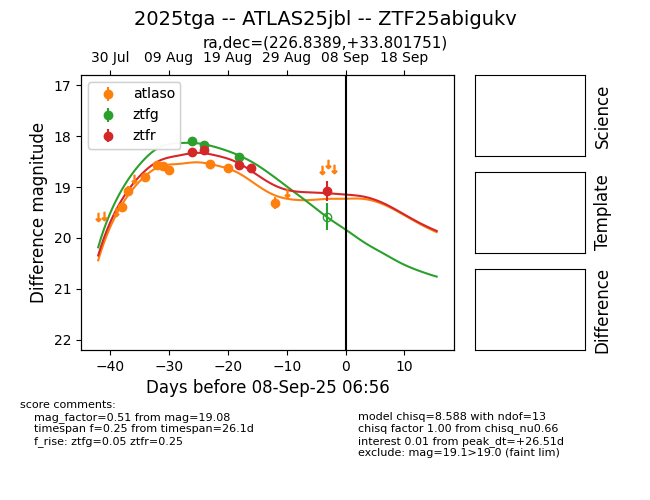 2025tga -- ATLAS25jbl -- ZTF25abigukv
ra,dec=(226.8389,+33.801751)
30 Jul 09 Aug 19 Aug 29 Aug 08 Sep 18 Sep
atlaso
ztfg
ztfr
17
18
19
20
21
22
Difference magnitude
−40 −30 −20 −10 0 10
Days before 08-Sep-25 06:56
Science
Template
Difference
score comments:
mag_factor=0.51 from mag=19.08
timespan f=0.25 from timespan=26.1d
f_rise: ztfg=0.05 ztfr=0.25
model chisq=8.588 with ndof=13
chisq factor 1.00 from chisq_nu0.66
interest 0.01 from peak_dt=+26.51d
exclude: mag=19.1>19.0 (faint lim)